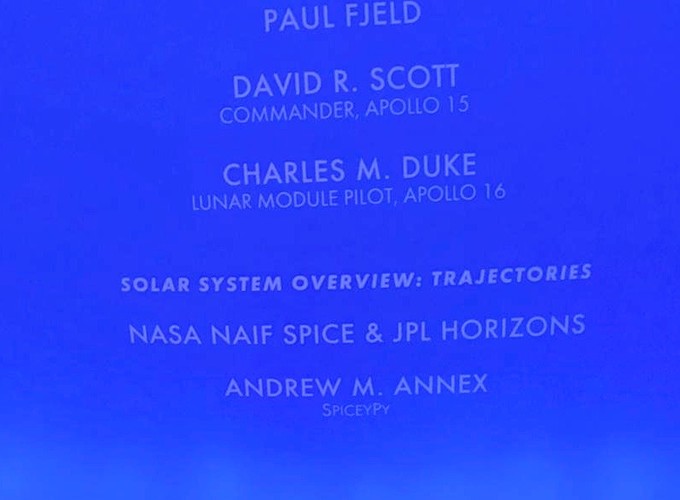 PAUL FJELD
DAVID R. SCOTT
COMMANDER, APOLLO 15
CHARLES M. DUKE
LUNAR MODULE PILOT, APOLLO 16
SOLAR SYSTEM OVERVIEW: TRAJECTORIES
NASA NAIF SPICE & JPL HORIZONS
ANDREW M. ANNEX
SPICEYPY